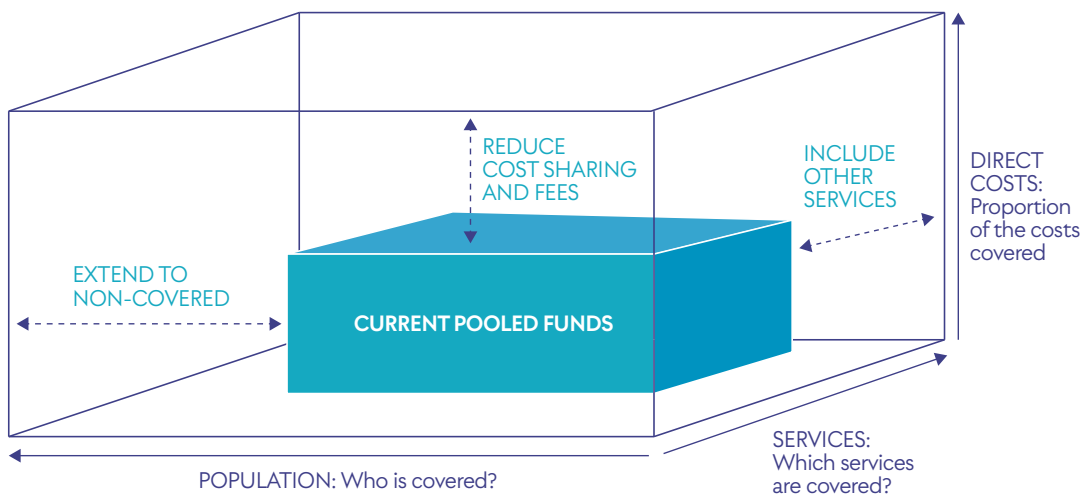 REDUCE
COST SHARING
AND FEES
INCLUDE
OTHER
SERVICES
DIRECT
COSTS:
Proportion
of the costs
covered
EXTEND TO
NON-COVERED
CURRENT POOLED FUNDS
SERVICES:
Which services
are covered?
POPULATION: Who is covered?